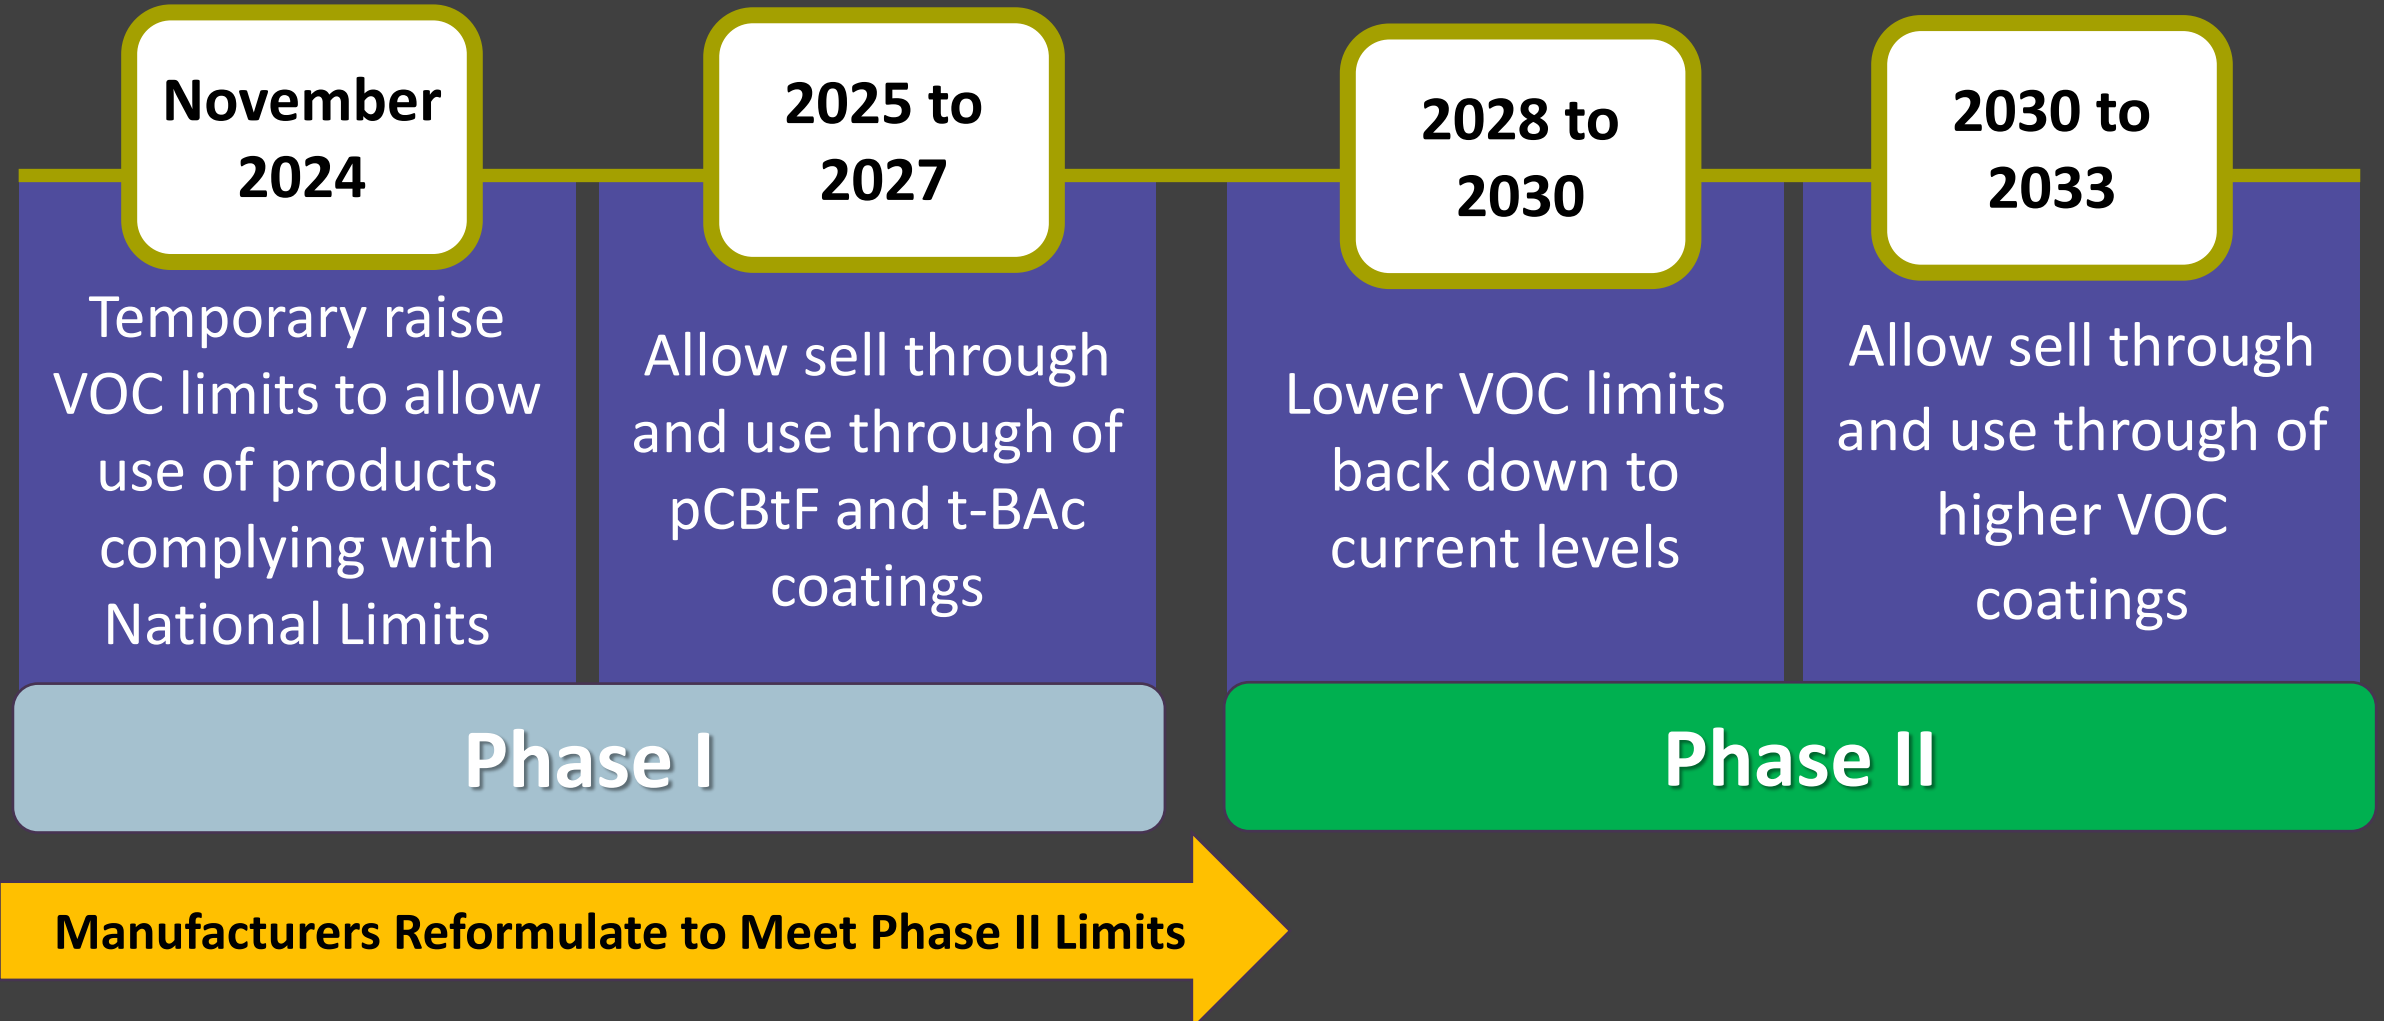 November
2024
Temporary raise
VOC limits to allow
use of products
complying with
National Limits
2025 to
2027
Allow sell through
and use through of
pCBtF and t-BAc
coatings
Phase I
2028 to
2030
Lower VOC limits
back down to
current levels
2030 to
2033
Allow sell through
and use through of
higher VOC
coatings
Phase II
Manufacturers Reformulate to Meet Phase II Limits